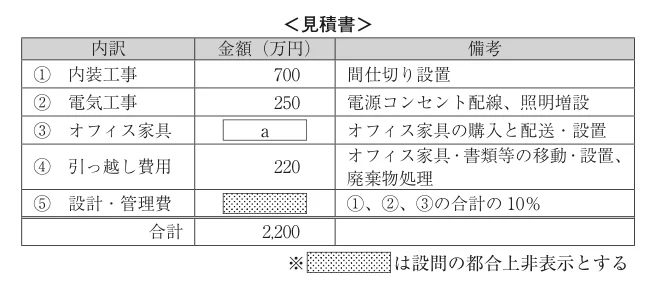 ＜見積書＞
内訳 金額（万円） 備考
① 内装工事 700 間仕切り設置
② 電気工事 250 電源コンセント配線、照明増設
③ オフィス家具 a オフィス家具の購入と配送・設置
④ 引っ越し費用 220 オフィス家具・書類等の移動・設置、
廃棄物処理
⑤ 設計・管理費 ①、②、③の合計の10％
合計 2,200
※ は設問の都合上非表示とする